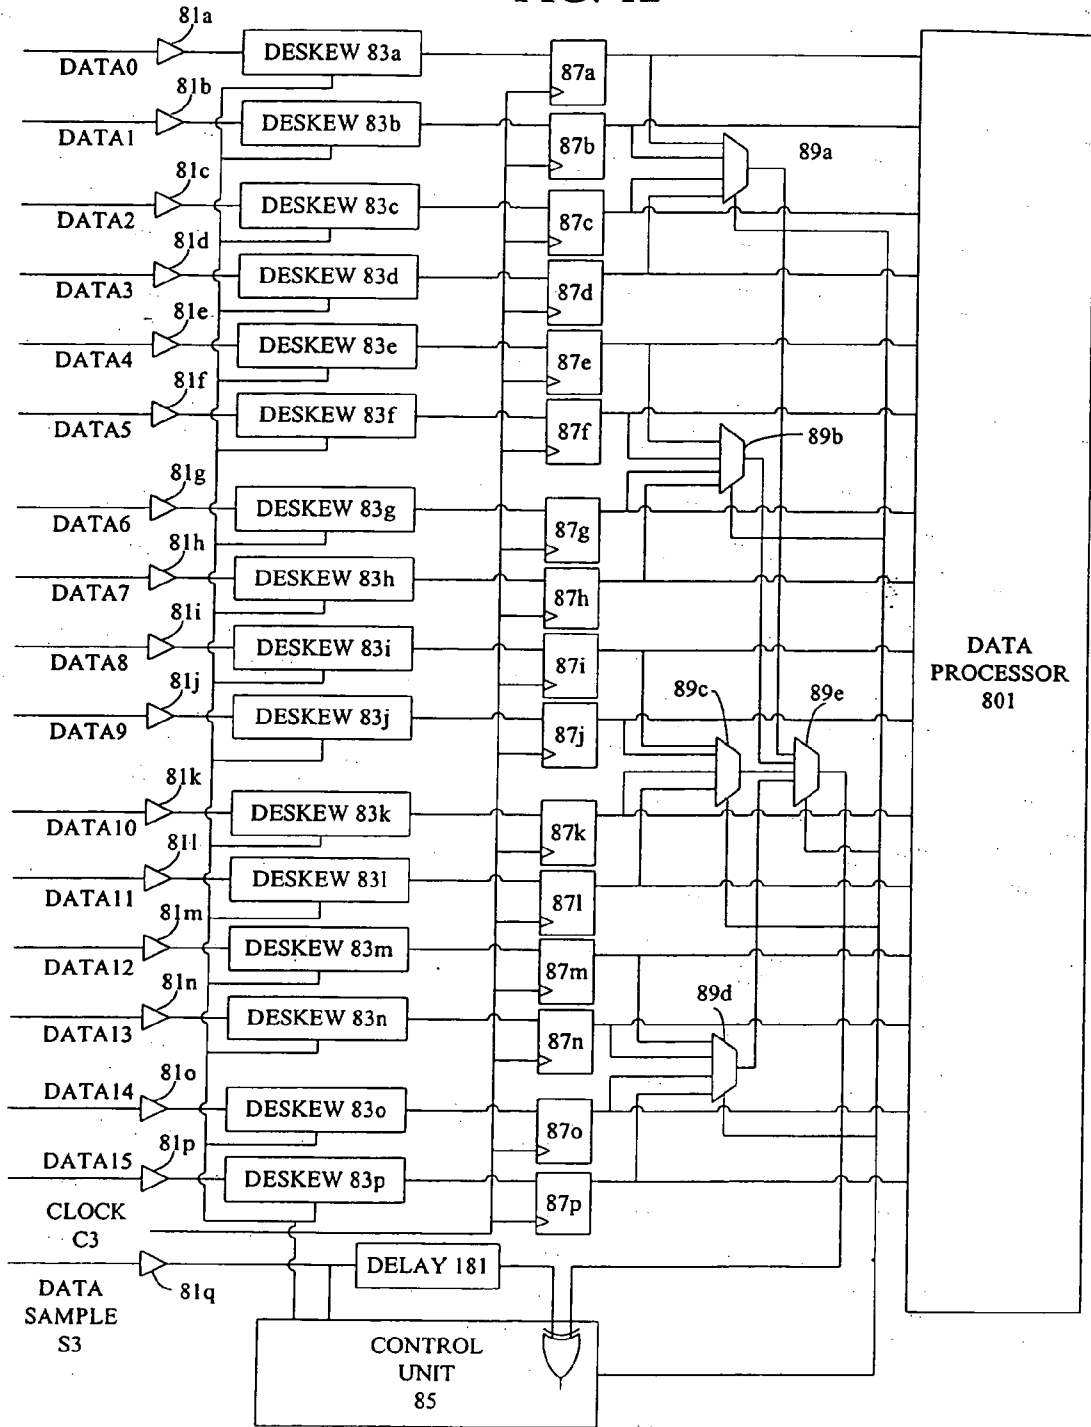 81a
DATA0
DESKEW 83a
87a
81b
DATA1
DESKEW 83b
87b
89a
81c
DATA2
DESKEW 83c
87c
81d
DATA3
DESKEW 83d
87d
81e
DATA4
DESKEW 83e
87e
81f
DATA5
DESKEW 83f
87f
89b
81g
DATA6
DESKEW 83g
87g
81h
DATA7
DESKEW 83h
87h
81i
DATA8
DESKEW 83i
87i
DATA
PROCESSOR
801
81j
DATA9
DESKEW 83j
87j
89c
89e
81k
DATA10
DESKEW 83k
87k
81l
DATA11
DESKEW 83l
87l
81m
DATA12
DESKEW 83m
87m
81n
DATA13
DESKEW 83n
87n
89d
81o
DATA14
DESKEW 83o
87o
81p
DATA15
DESKEW 83p
87p
CLOCK
C3
DELAY 181
81q
DATA
SAMPLE
S3
CONTROL
UNIT
85